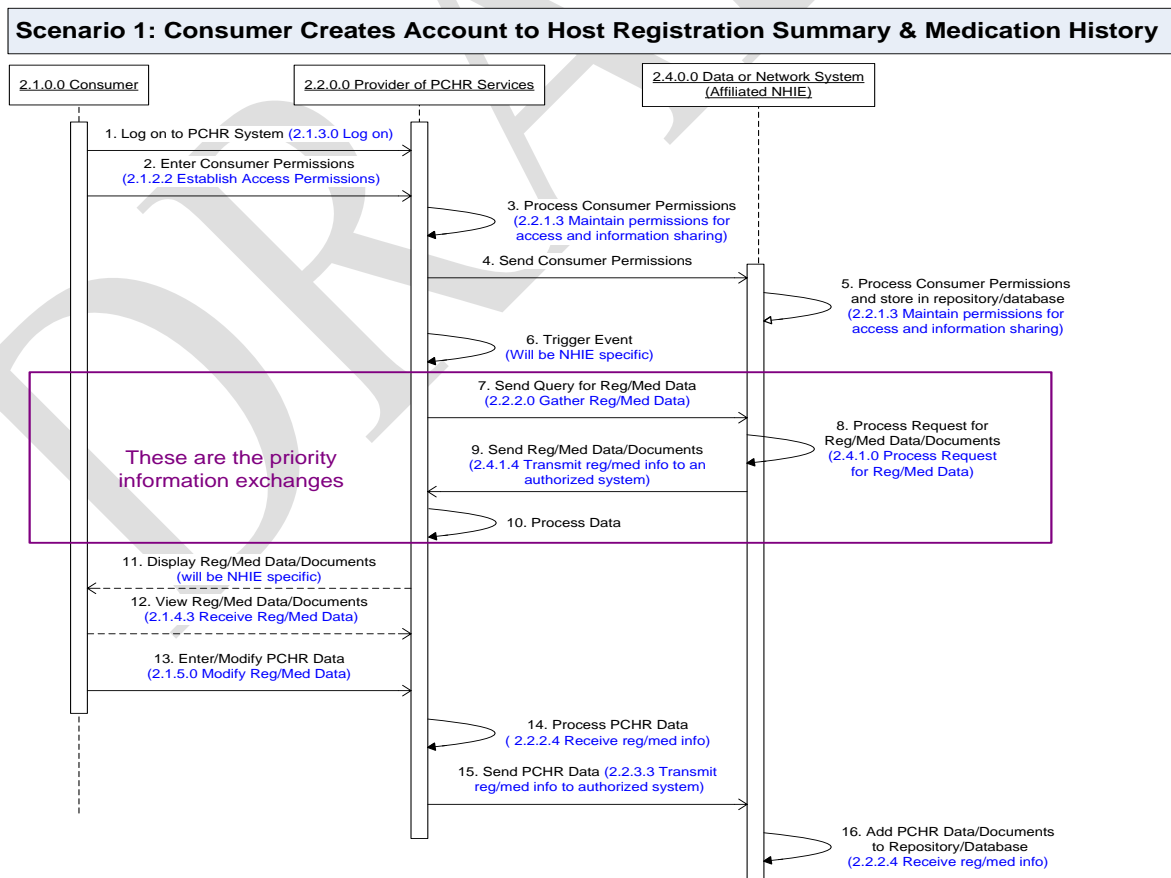 Scenario 1: Consumer Creates Account to Host Registration Summary & Medication History
2.1.0.0 Consumer
2.2.0.0 Provider of PCHR Services
2.4.0.0 Data or Network System
(Affiliated NHIE)
1. Log on to PCHR System (2.1.3.0 Log on)
2. Enter Consumer Permissions
(2.1.2.2 Establish Access Permissions)
3. Process Consumer Permissions
(2.2.1.3 Maintain permissions for
access and information sharing)
4. Send Consumer Permissions
5. Process Consumer Permissions
and store in repository/database
(2.2.1.3 Maintain permissions for
access and information sharing)
6. Trigger Event
(Will be NHIE specific)
7. Send Query for Reg/Med Data
(2.2.2.0 Gather Reg/Med Data)
8. Process Request for
Reg/Med Data/Documents
(2.4.1.0 Process Request
for Reg/Med Data)
9. Send Reg/Med Data/Documents
(2.4.1.4 Transmit reg/med info to an
authorized system)
These are the priority
information exchanges
10. Process Data
11. Display Reg/Med Data/Documents
(will be NHIE specific)
12. View Reg/Med Data/Documents
(2.1.4.3 Receive Reg/Med Data)
13. Enter/Modify PCHR Data
(2.1.5.0 Modify Reg/Med Data)
14. Process PCHR Data
( 2.2.2.4 Receive reg/med info)
15. Send PCHR Data (2.2.3.3 Transmit
reg/med info to authorized system)
16. Add PCHR Data/Documents
to Repository/Database
(2.2.2.4 Receive reg/med info)
DRA